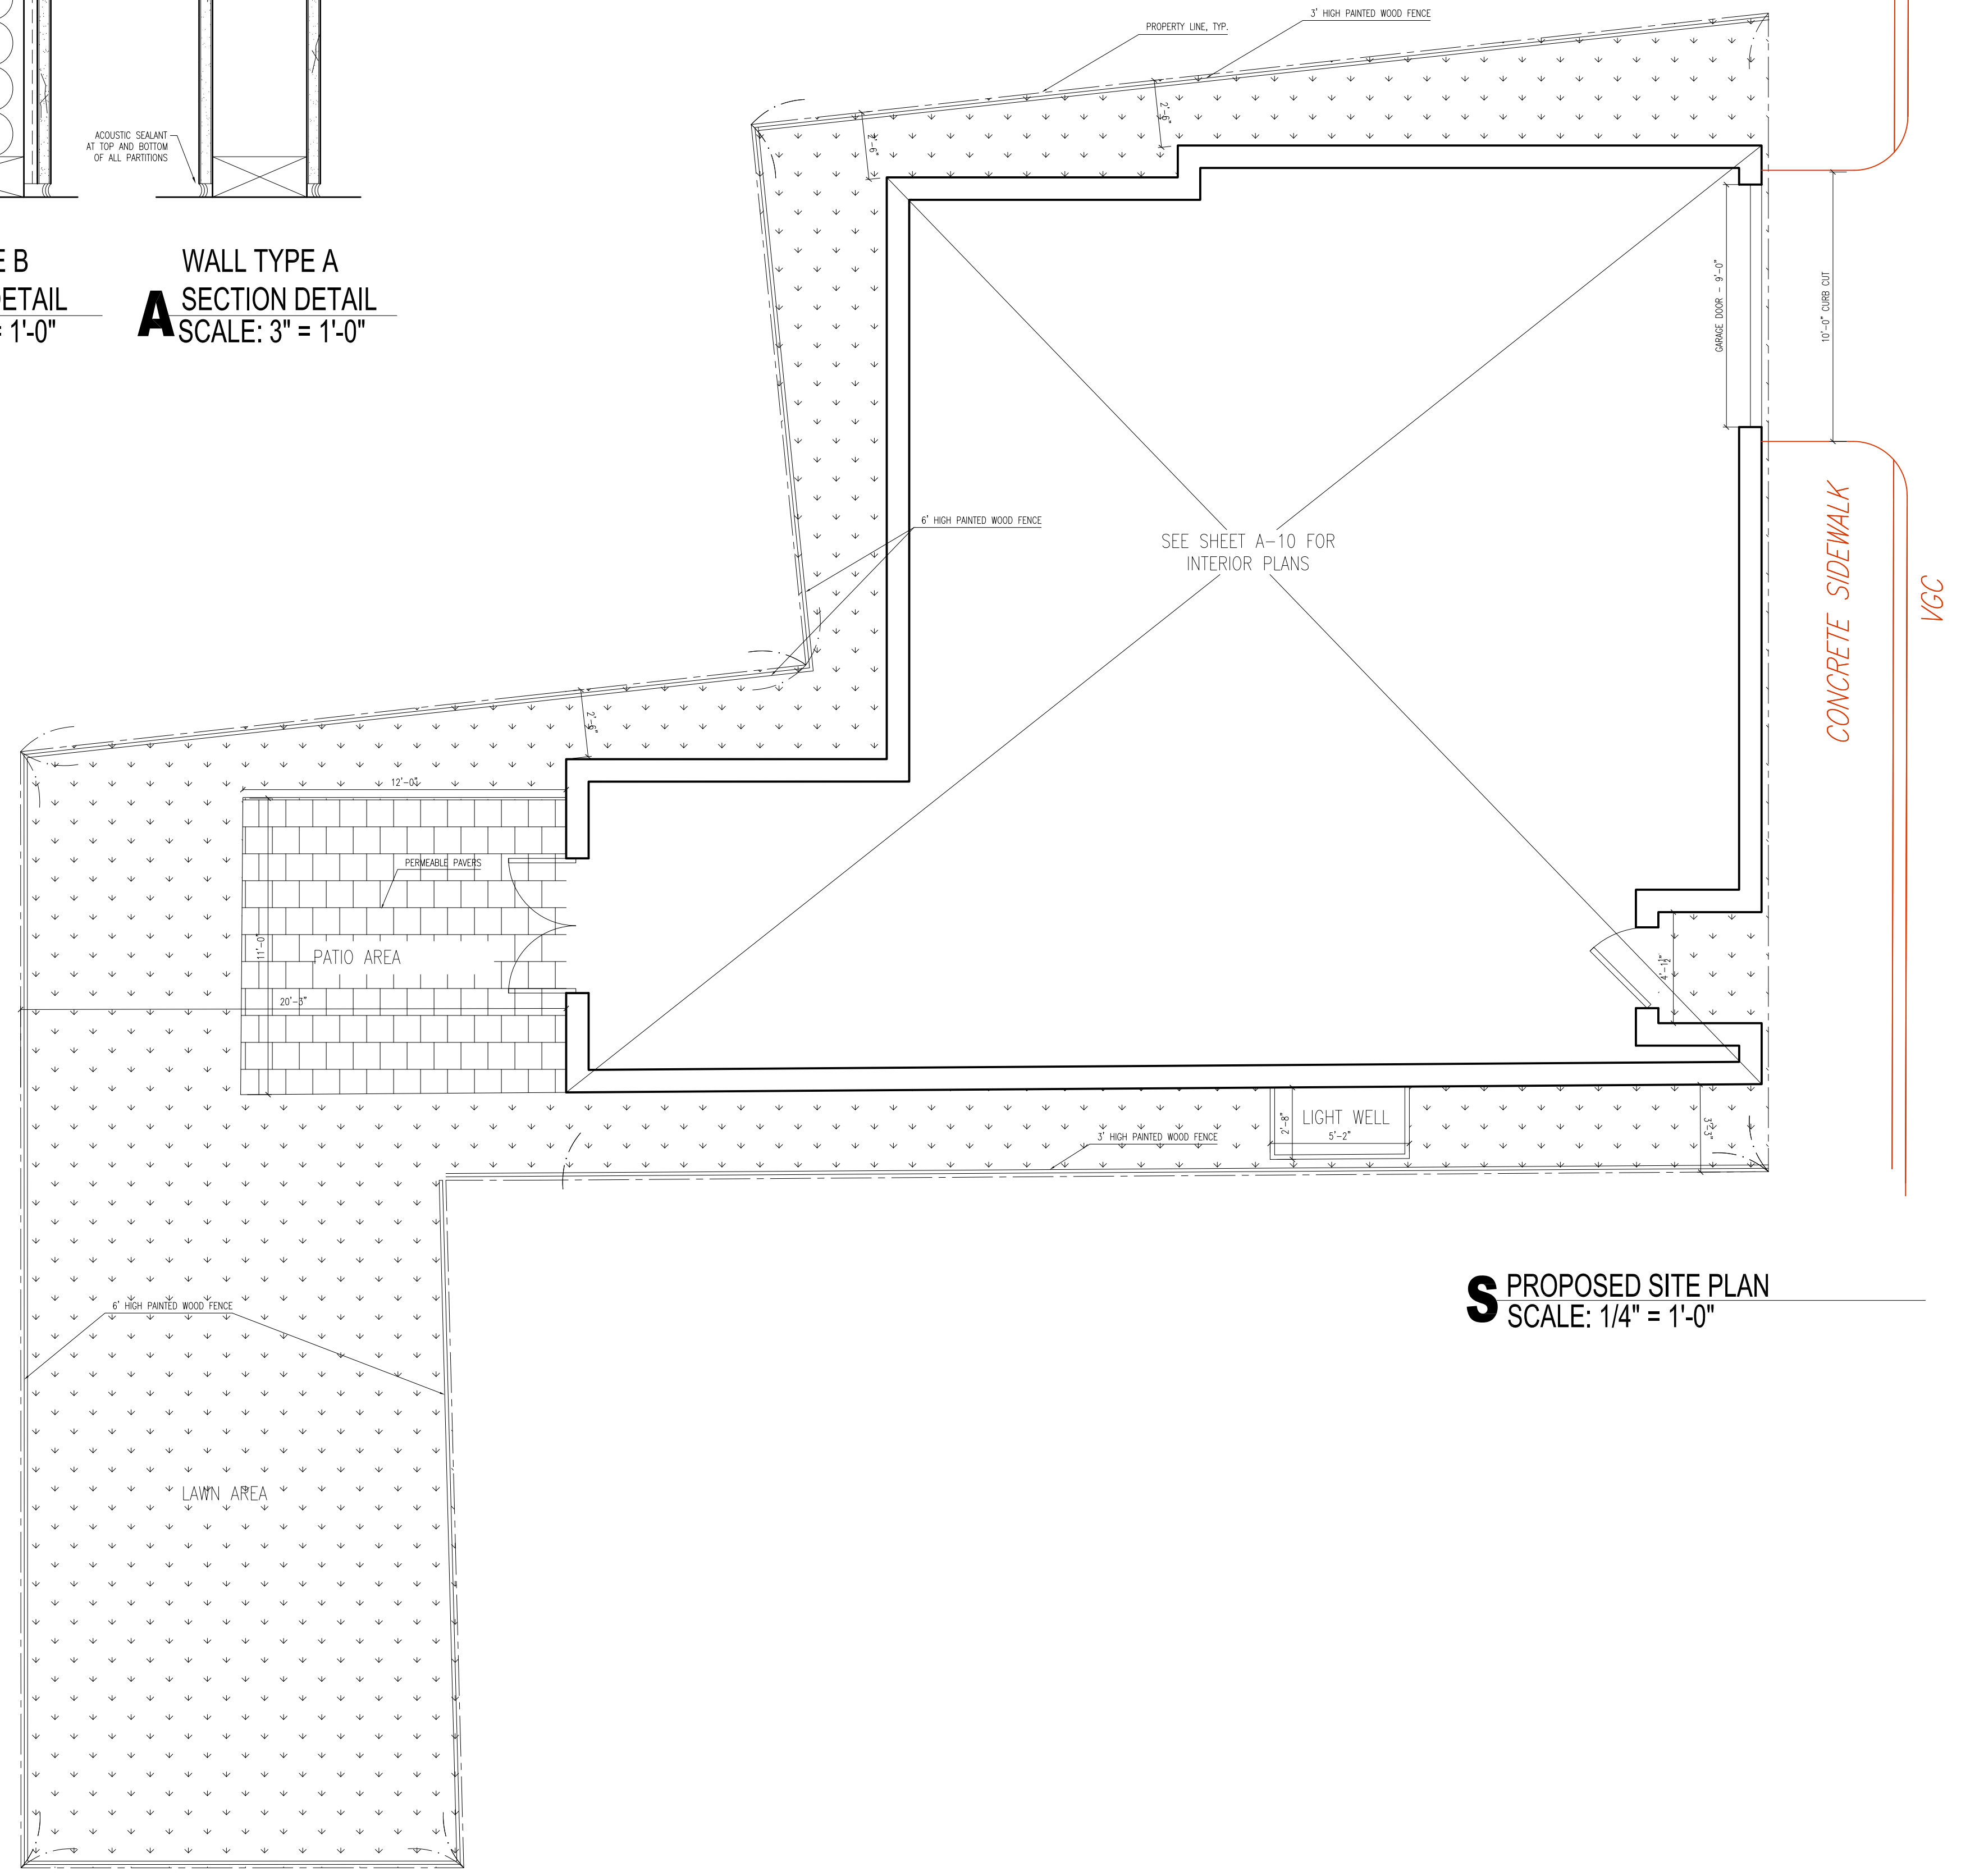 PROPERTY LINE, TYP.
3' HIGH PAINTED WOOD FENCE
ACOUSTIC SEALANT
AT TOP AND BOTTOM
OF ALL PARTITIONS
2'-6"
2'-6"
E B
DETAIL
= 1'-0"
A
WALL TYPE A
SECTION DETAIL
SCALE: 3" = 1'-0"
GARAGE DOOR - 9'-0"
10'-0" CURB CUT
6' HIGH PAINTED WOOD FENCE
SEE SHEET A-10 FOR
INTERIOR PLANS
CONCRETE SIDEWALK
VGC
2'-6"
12'-0"
PERMEABLE PAVERS
11'-0"
PATIO AREA
20'-3"
4'-1½"
2'-8"
LIGHT WELL
5'-2"
3'-3"
3' HIGH PAINTED WOOD FENCE
S
PROPOSED SITE PLAN
SCALE: 1/4" = 1'-0"
6' HIGH PAINTED WOOD FENCE
LAWN AREA